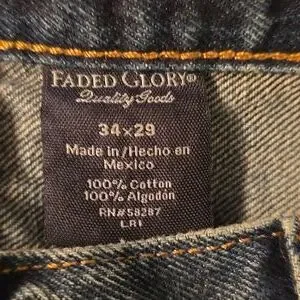 FADED GLORY®
Quality Goods
34x29
Made in/Hecho en
Mexico
100% Cotton
100% Algodón
RN#58287
LR1